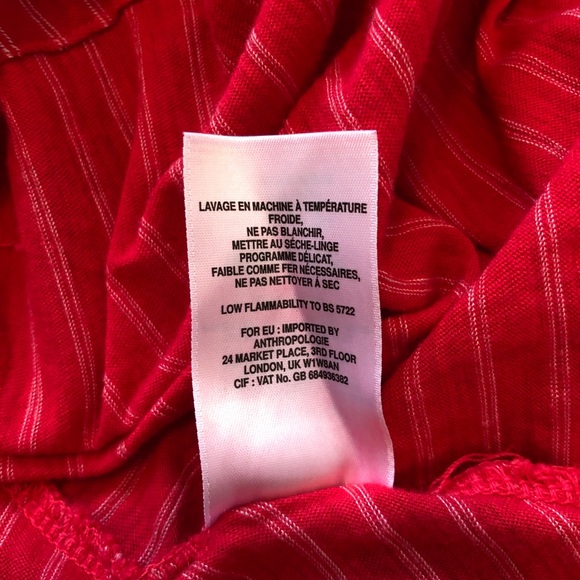 LAVAGE EN MACHINE À TEMPÉRATURE
FROIDE,
NE PAS BLANCHIR,
METTRE AU SÈCHE-LINGE
PROGRAMME DÉLICAT,
FAIBLE COMME FER NÉCESSAIRES,
NE PAS NETTOYER À SEC
LOW FLAMMABILITY TO BS 5722
FOR EU : IMPORTED BY
ANTHROPOLOGIE
24 MARKET PLACE, 3RD FLOOR
LONDON, UK W1W8AN
CIF : VAT No. GB 684936382